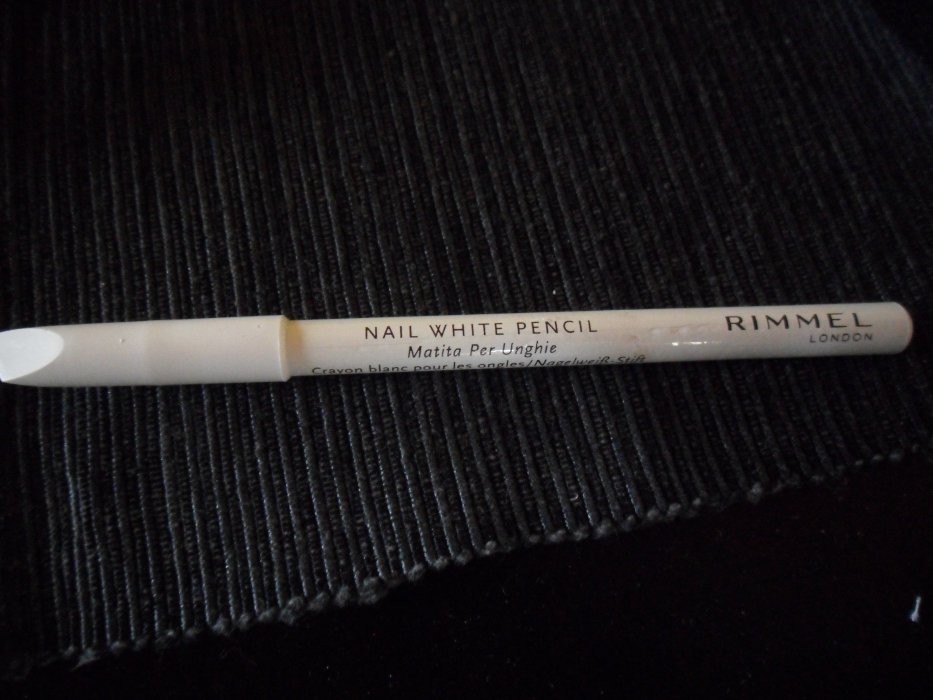 NAIL WHITE PENCIL
Matita Per Unghie
Crayon blanc pour les ongles/Nagelweiß-Stift
RIMMEL
LONDON